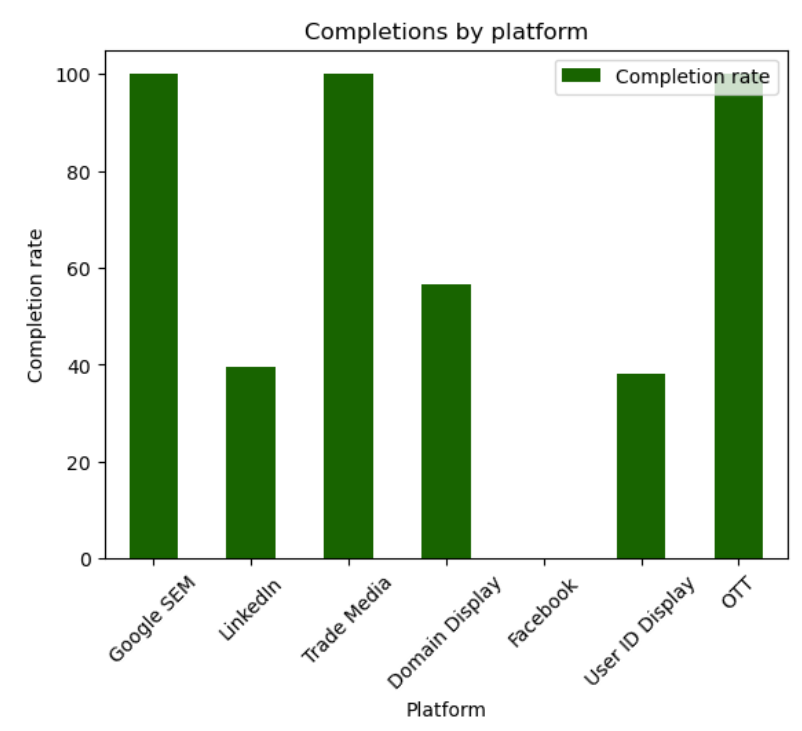 Completions by platform
Completion rate
100
80
60
40
20
0
Completion rate
Google SEM
LinkedIn
Trade Media
Domain Display
Facebook
User ID Display
OTT
Platform